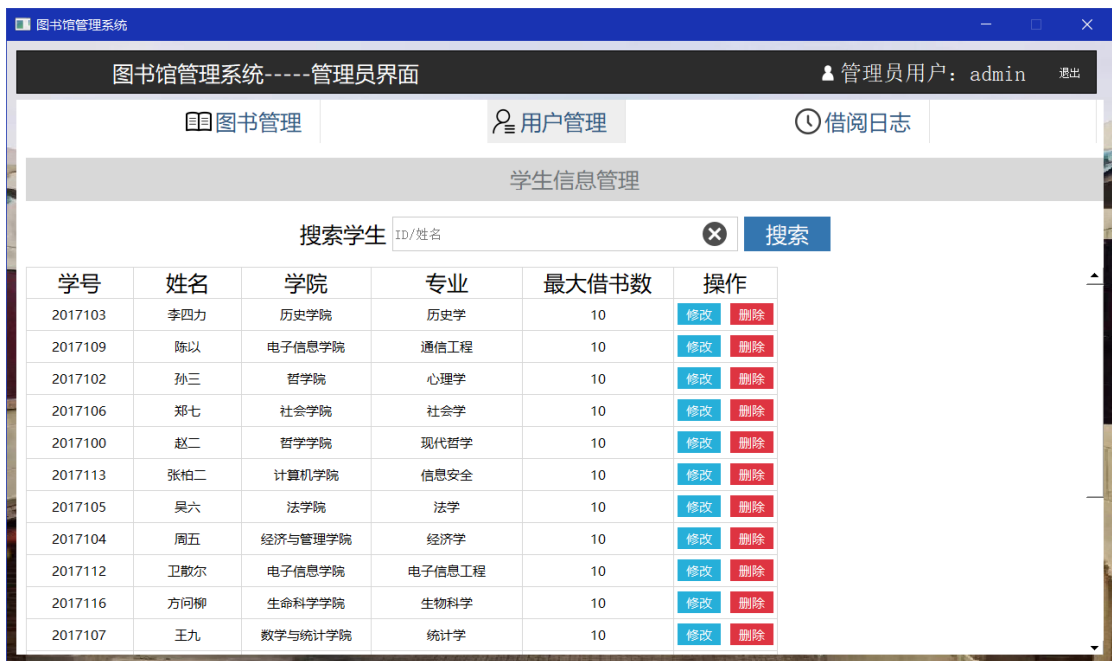 图书馆管理系统
图书馆管理系统-----管理员界面 管理员用户: admin 退出
图书管理 用户管理 借阅日志
学生信息管理
搜索学生 ID/姓名 搜索
学号 姓名 学院 专业 最大借书数 操作
2017103 李四力 历史学院 历史学 10 修改 删除
2017109 陈以 电子信息学院 通信工程 10 修改 删除
2017102 孙三 哲学院 心理学 10 修改 删除
2017106 郑七 社会学院 社会学 10 修改 删除
2017100 赵二 哲学学院 现代哲学 10 修改 删除
2017113 张柏二 计算机学院 信息安全 10 修改 删除
2017105 吴六 法学院 法学 10 修改 删除
2017104 周五 经济与管理学院 经济学 10 修改 删除
2017112 卫散尔 电子信息学院 电子信息工程 10 修改 删除
2017116 方问柳 生命科学学院 生物科学 10 修改 删除
2017107 王九 数学与统计学院 统计学 10 修改 删除